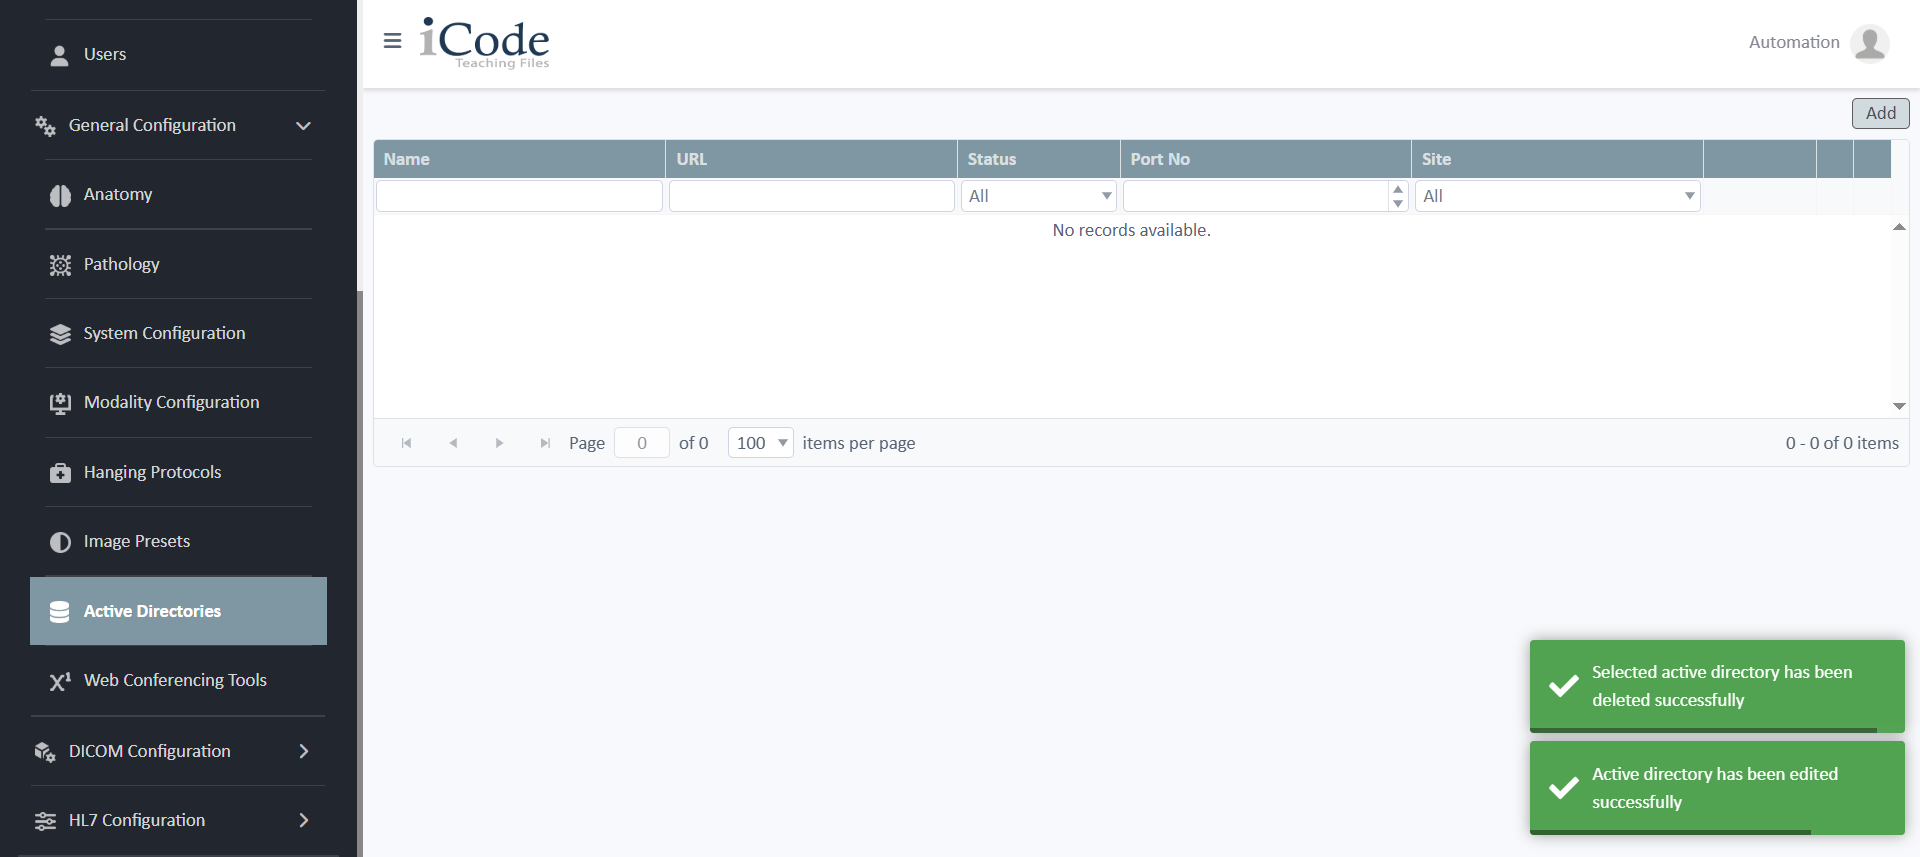 Users
General Configuration
Anatomy
Pathology
System Configuration
Modality Configuration
Hanging Protocols
Image Presets
Active Directories
Web Conferencing Tools
DICOM Configuration
HL7 Configuration
iCode
Teaching Files
Automation
Add
Name URL Status Port No Site
All All
No records available.
Page 0 of 0 100 items per page 0 - 0 of 0 items
Selected active directory has been
deleted successfully
Active directory has been edited
successfully